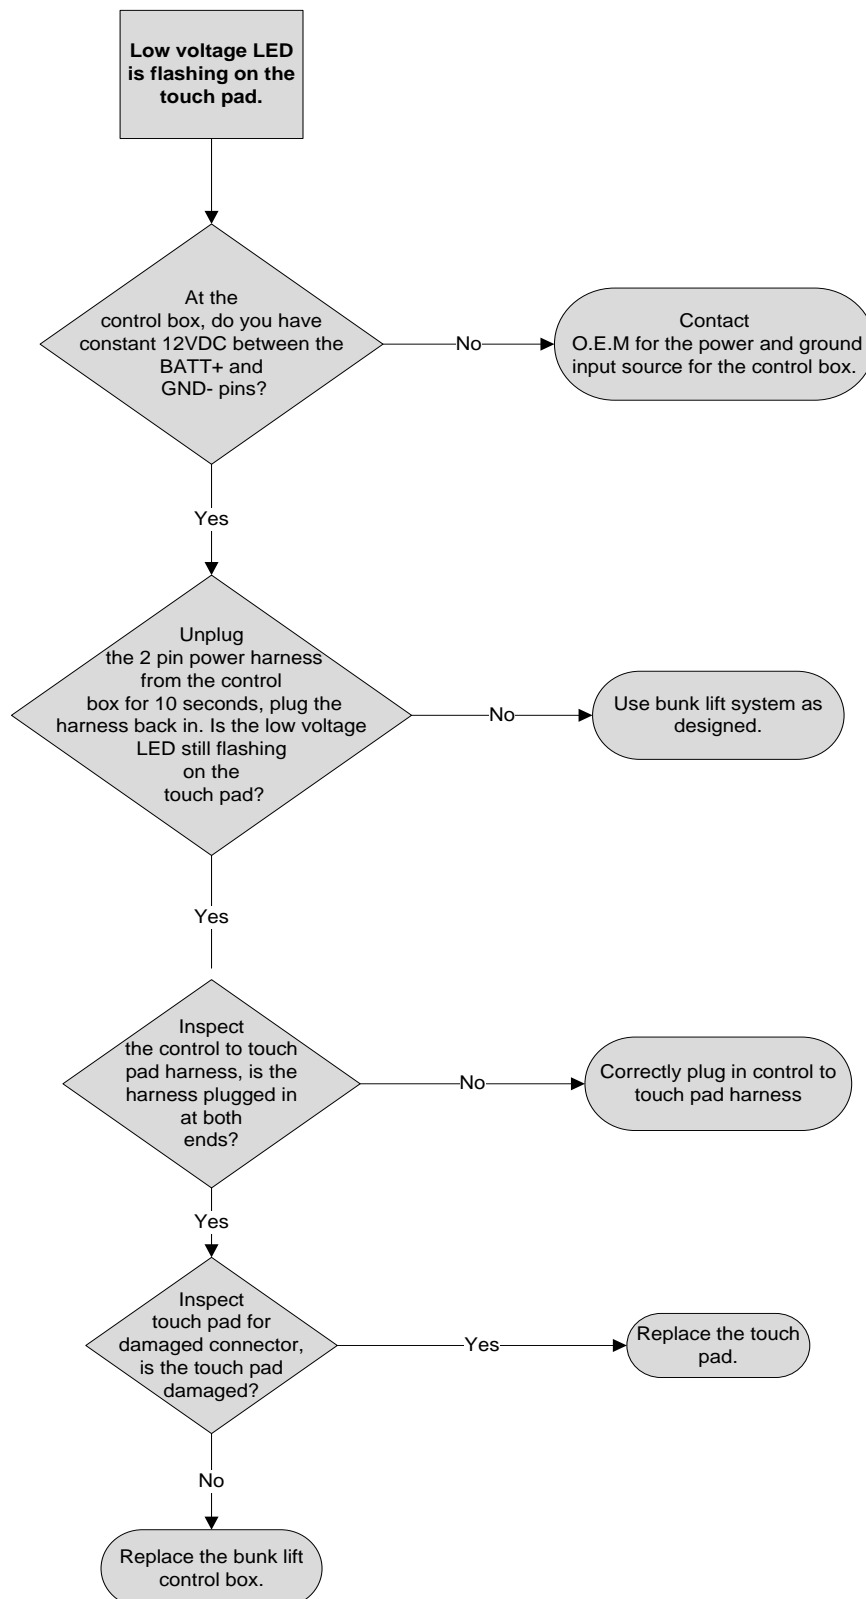 Low voltage LED
is flashing on the
touch pad.
At the
control box, do you have
constant 12VDC between the
BATT+ and
GND- pins?
No
Contact
O.E.M for the power and ground
input source for the control box.
Yes
Unplug
the 2 pin power harness
from the control
box for 10 seconds, plug the
harness back in. Is the low voltage
LED still flashing
on the
touch pad?
No
Use bunk lift system as
designed.
Yes
Inspect
the control to touch
pad harness, is the
harness plugged in
at both
ends?
No
Correctly plug in control to
touch pad harness
Yes
Inspect
touch pad for
damaged connector,
is the touch pad
damaged?
Yes
Replace the touch
pad.
No
Replace the bunk lift
control box.